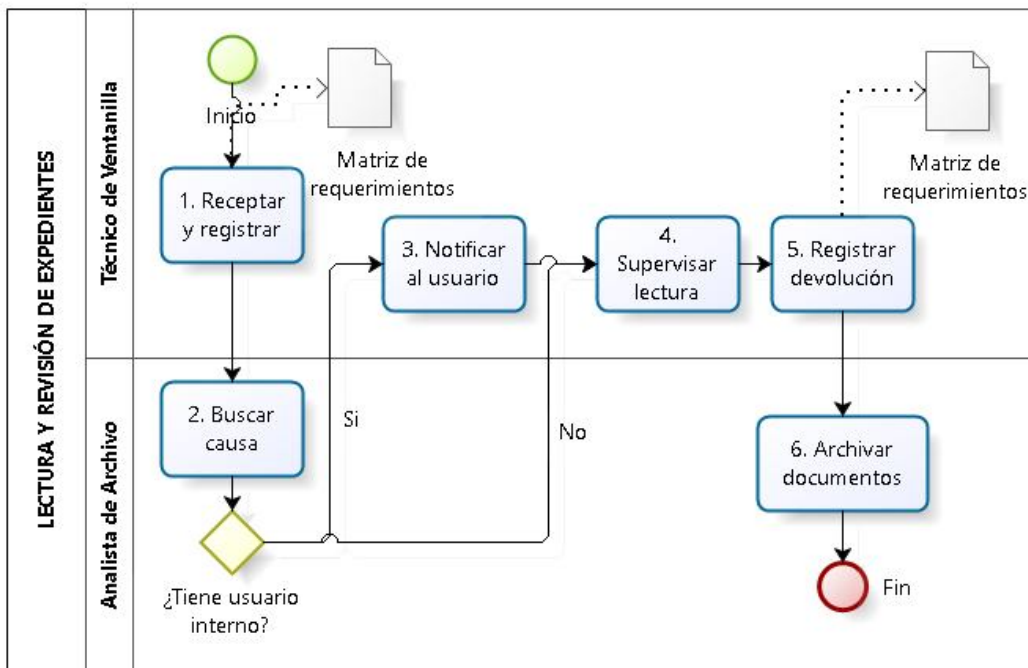 LECTURA Y REVISIÓN DE EXPEDIENTES
Técnico de Ventanilla
Inicio
Matriz de
requerimientos
1. Receptar
y registrar
3. Notificar
al usuario
4.
Supervisar
lectura
5. Registrar
devolución
Matriz de
requerimientos
Analista de Archivo
2. Buscar
causa
Si
No
¿Tiene usuario
interno?
6. Archivar
documentos
Fin